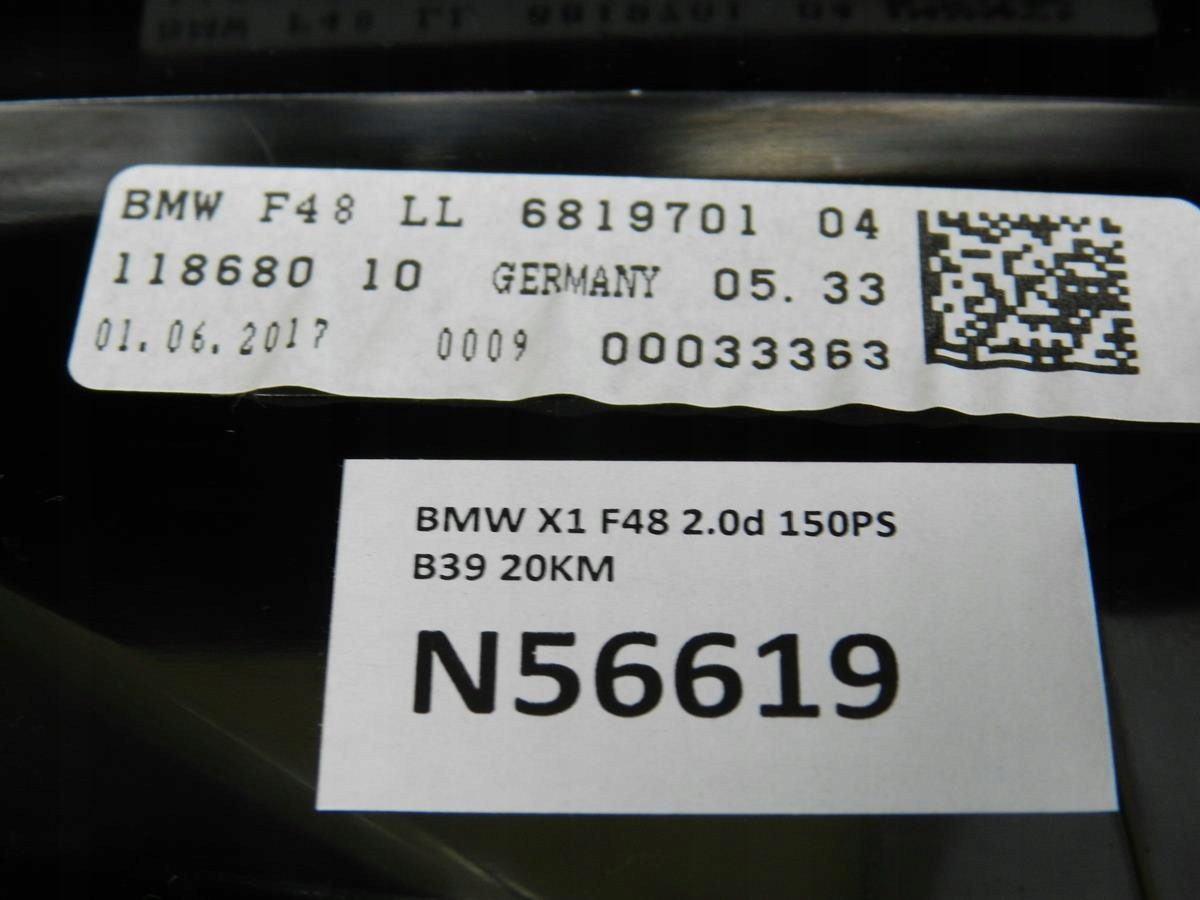 BMW F48 LL 6819701 04
118680 10 GERMANY 05. 33
01.06.2017 0009 00033363
BMW X1 F48 2.0d 150PS
B39 20KM
N56619